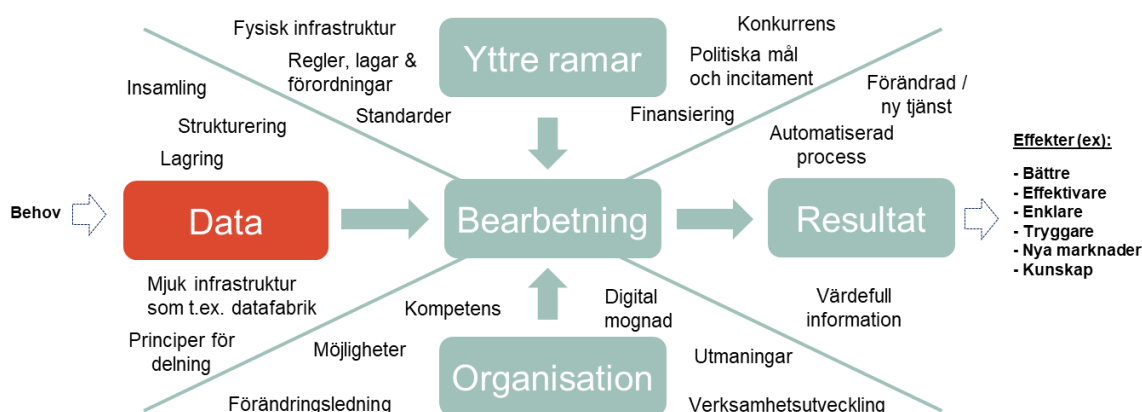 Fysisk infrastruktur
Regler, lagar &
förordningar
Standarder
Yttre ramar
Konkurrens
Politiska mål
och incitament
Finansiering
Insamling
Strukturering
Lagring
Förändrad /
ny tjänst
Automatiserad
process
Behov
Data
Bearbetning
Resultat
Effekter (ex):
- Bättre
- Effektivare
- Enklare
- Tryggare
- Nya marknader
- Kunskap
Mjuk infrastruktur
som t.ex. datafabrik
Principer för
delning
Kompetens
Möjligheter
Förändringsledning
Organisation
Digital
mognad
Utmaningar
Verksamhetsutveckling
Värdefull
information